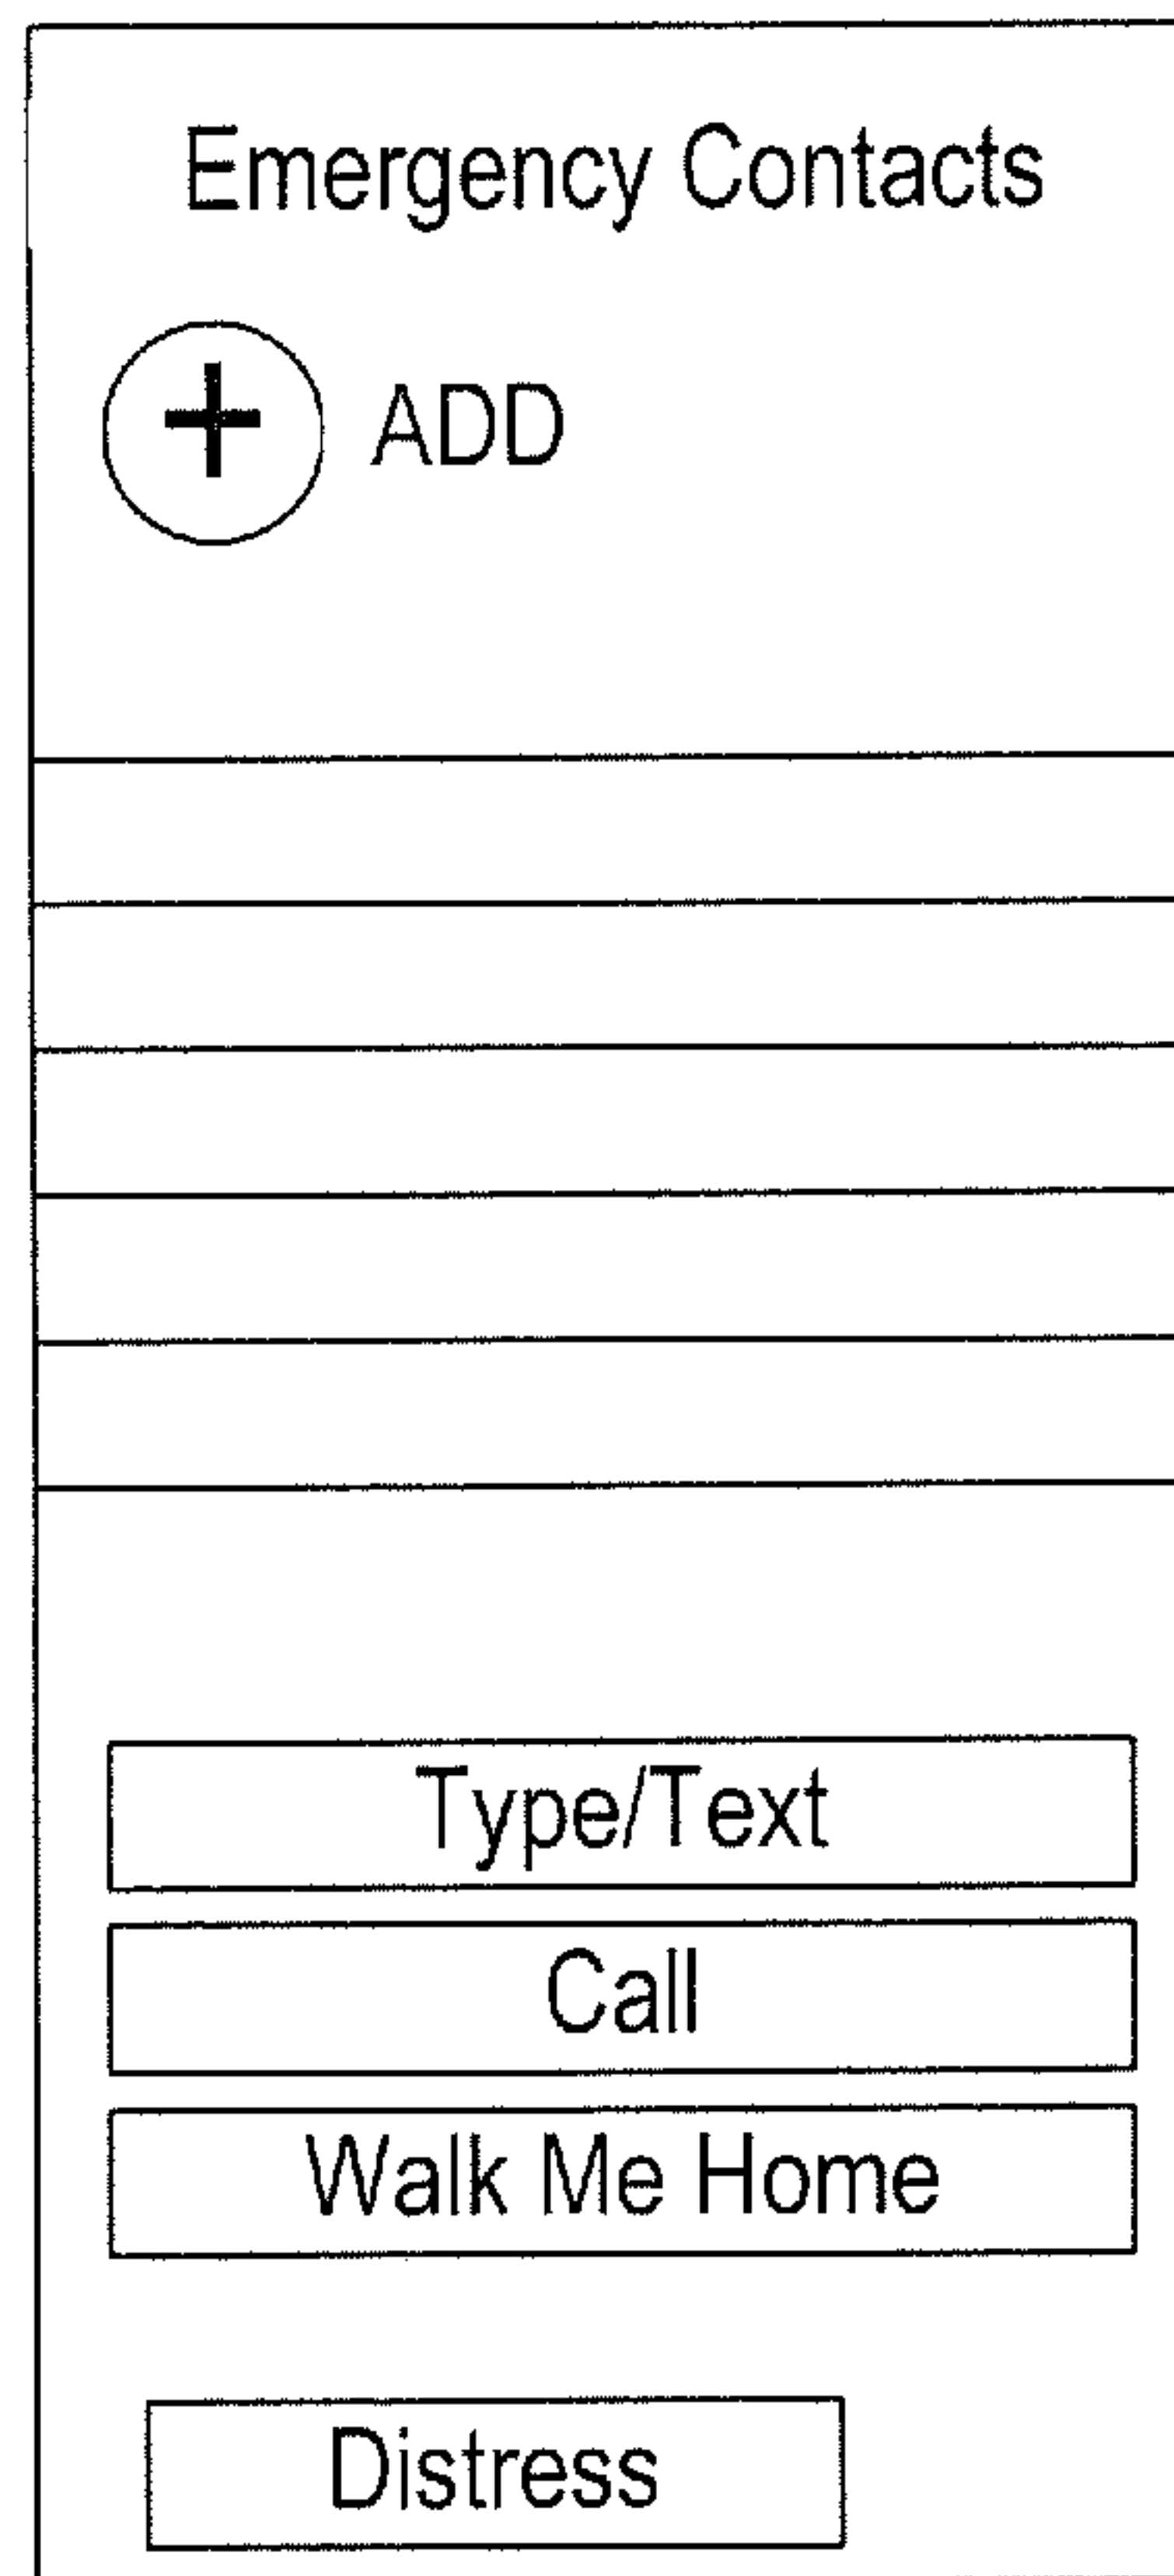 Emergency Contacts
+ ADD
Type/Text
Call
Walk Me Home
Distress